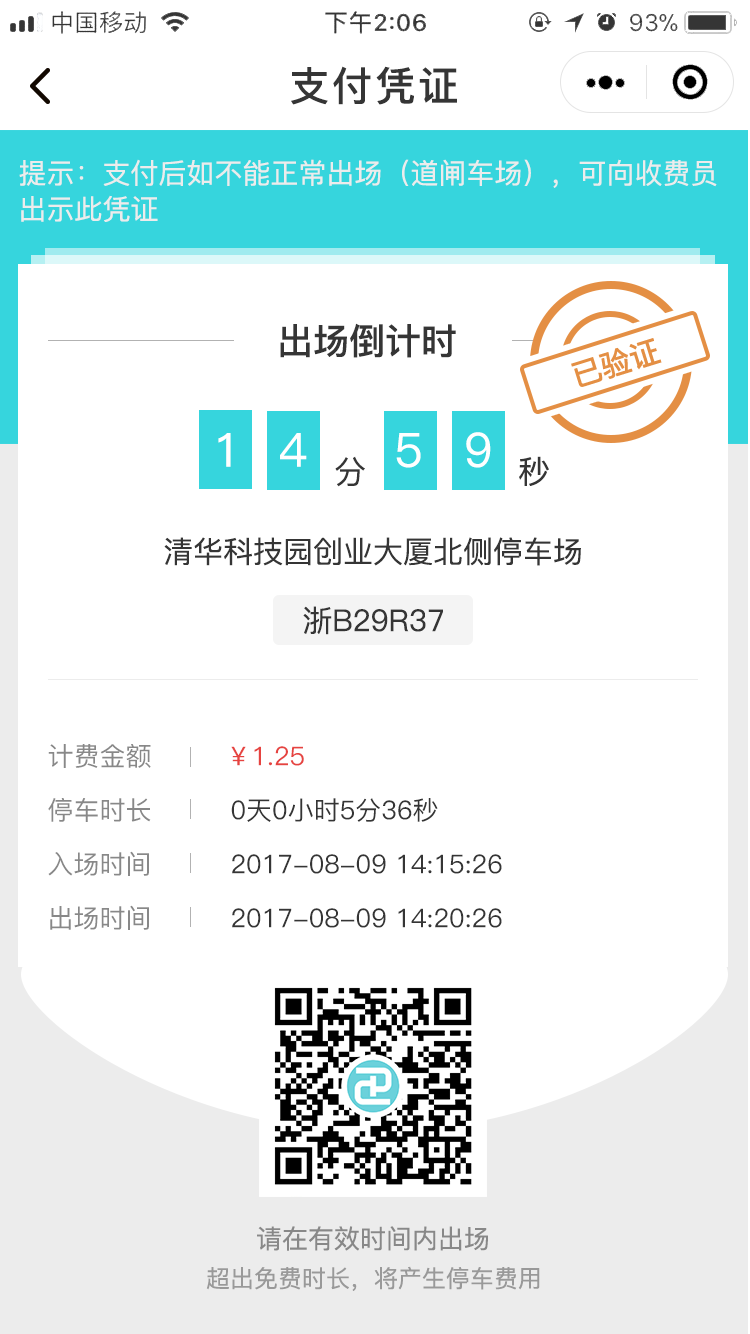 中国移动 下午2:06 93%
支付凭证
提示：支付后如不能正常出场（道闸车场），可向收费员
出示此凭证
出场倒计时
已验证
14分59秒
清华科技园创业大厦北侧停车场
浙B29R37
计费金额 ¥ 1.25
停车时长 0天0小时5分36秒
入场时间 2017-08-09 14:15:26
出场时间 2017-08-09 14:20:26
请在有效时间内出场
超出免费时长，将产生停车费用